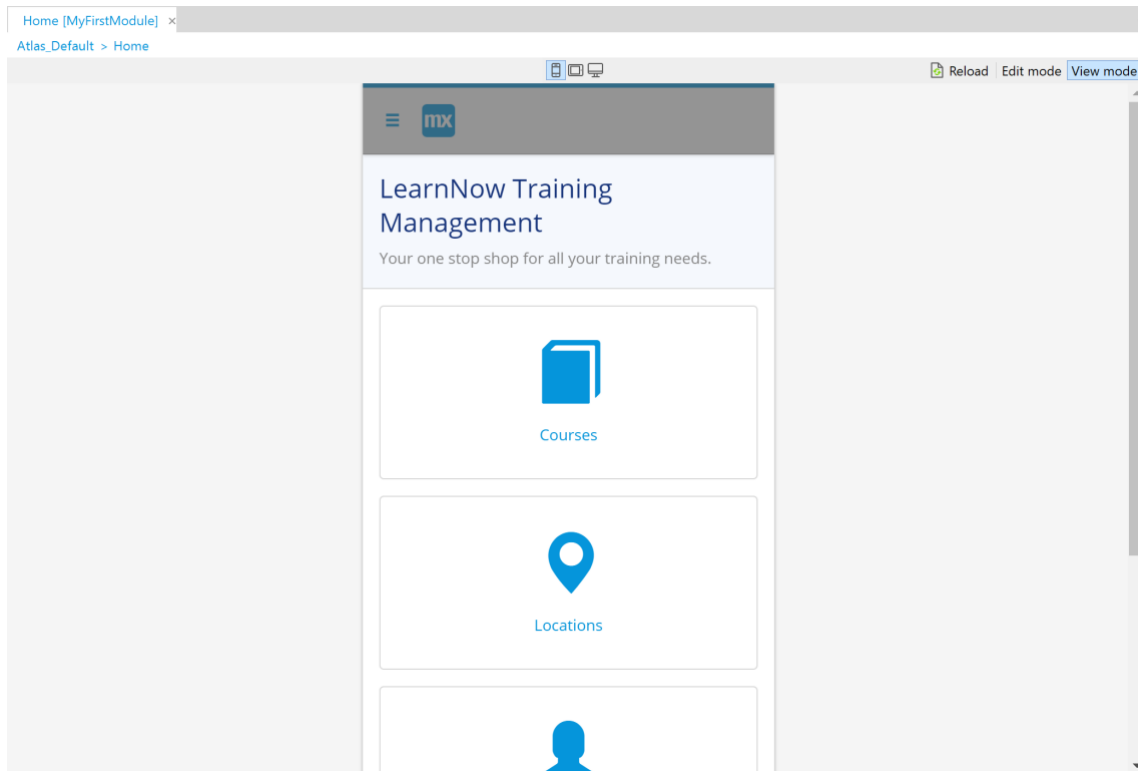 Home [MyFirstModule] ×
Atlas_Default > Home
Reload Edit mode View mode
mx
LearnNow Training
Management
Your one stop shop for all your training needs.
Courses
Locations